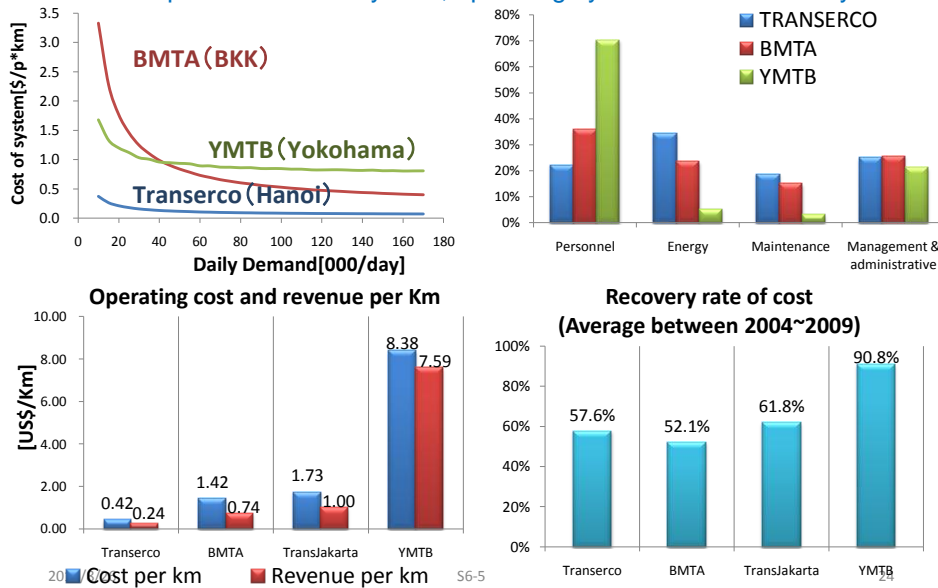 3.5
3.0
2.5
2.0
1.5
1.0
0.5
0.0
Cost of system[$/p*km]
BMTA（BKK）
YMTB（Yokohama）
Transerco（Hanoi）
0 20 40 60 80 100 120 140 160 180
Daily Demand[000/day]
80%
70%
60%
50%
40%
30%
20%
10%
0%
TRANSERCO
BMTA
YMTB
Personnel Energy Maintenance Management &
administrative
Operating cost and revenue per Km
10.00
8.00
6.00
4.00
2.00
0.00
[US$/Km]
0.42 0.24
1.42 0.74
1.73 1.00
8.38 7.59
Transerco BMTA TransJakarta YMTB
Cost per km Revenue per km
Recovery rate of cost
(Average between 2004~2009)
100%
80%
60%
40%
20%
0%
57.6% 52.1% 61.8% 90.8%
Transerco BMTA TransJakarta YMTB
S6-5
24